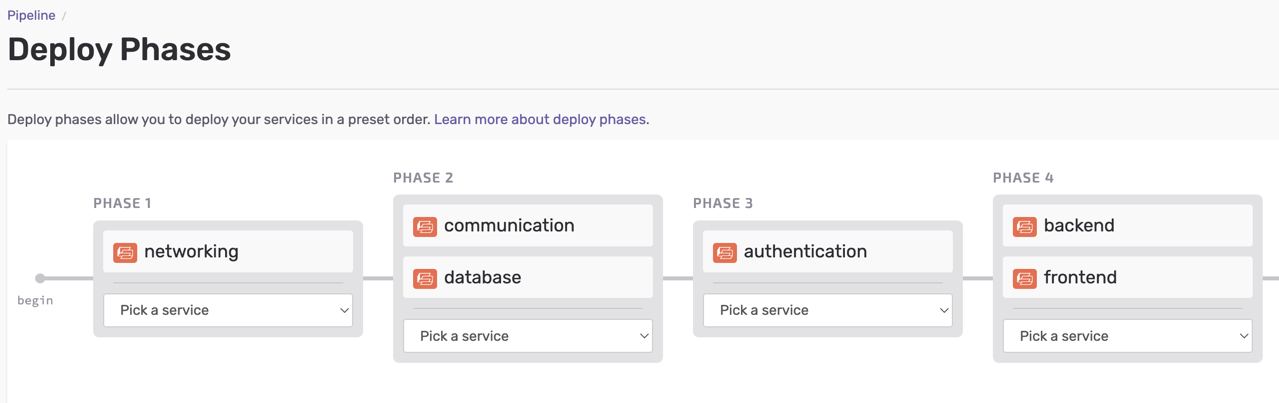 Pipeline /
Deploy Phases
Deploy phases allow you to deploy your services in a preset order. Learn more about deploy phases.
begin
PHASE 1
networking
Pick a service
PHASE 2
communication
database
Pick a service
PHASE 3
authentication
Pick a service
PHASE 4
backend
frontend
Pick a service